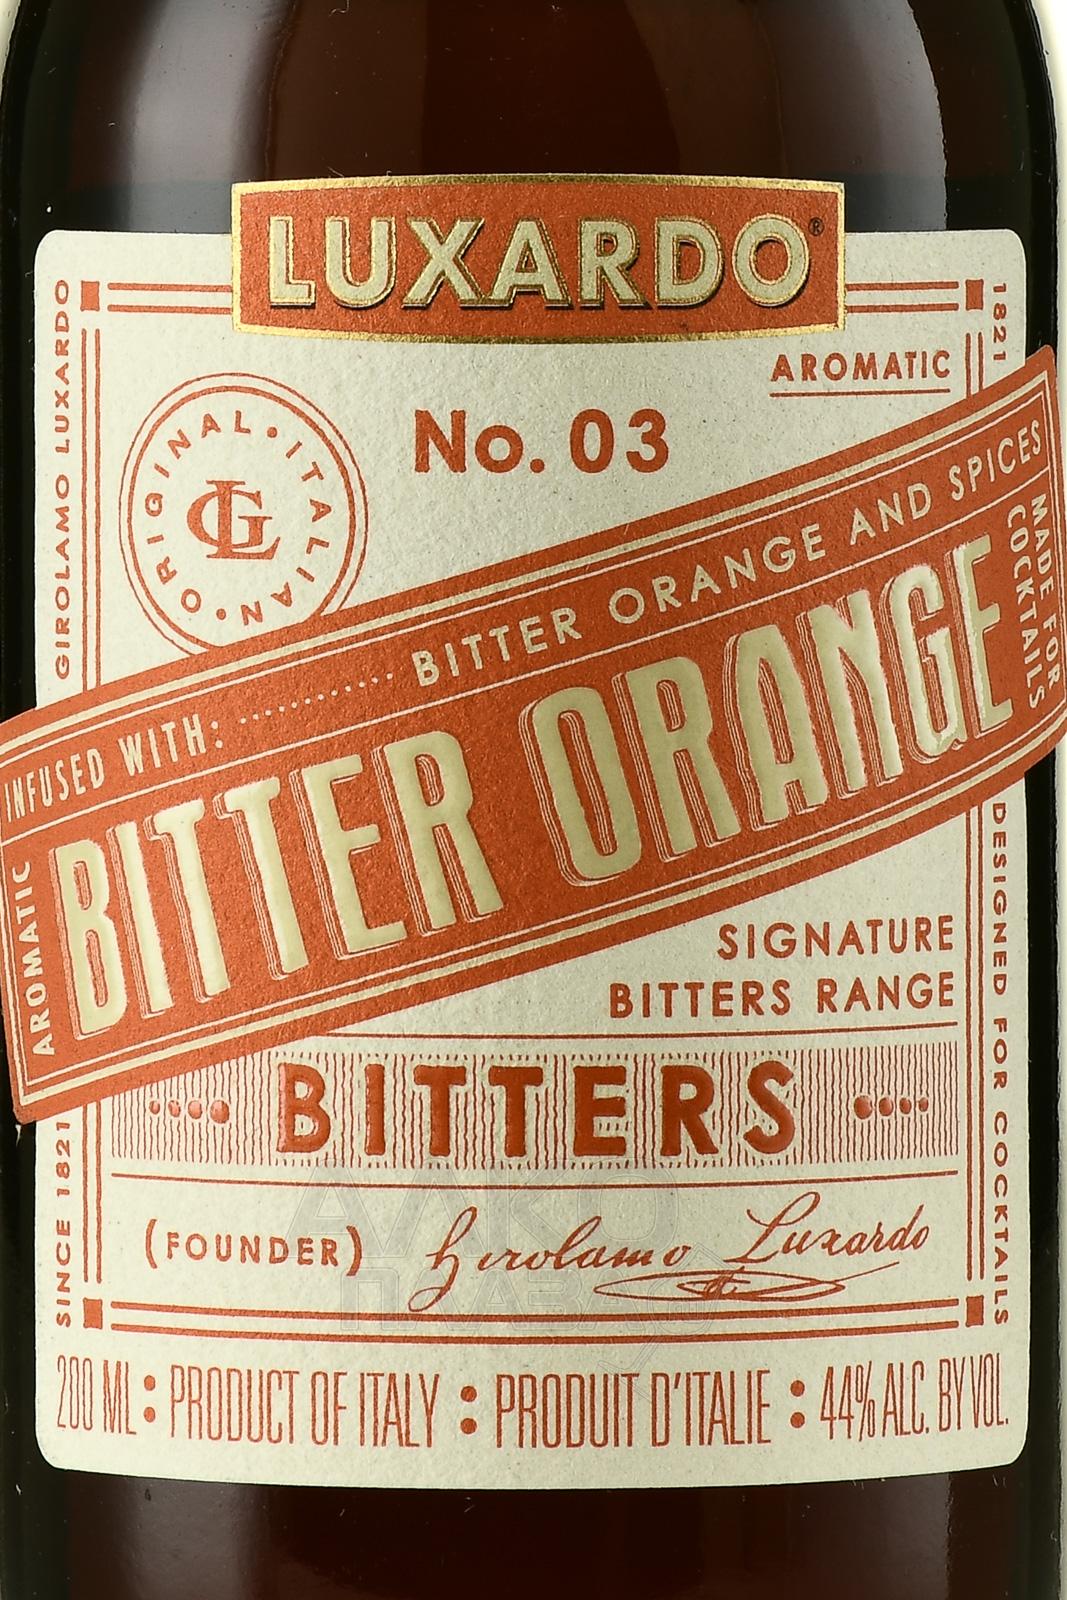 LUXARDO®
AROMATIC
No. 03
ORIGINAL • ITALIAN •
GL
GIROLAMO LUXARDO
1821
INFUSED WITH: ............ BITTER ORANGE AND SPICES
AROMATIC
BITTER ORANGE
MADE FOR
COCKTAILS
SIGNATURE
BITTERS RANGE
BITTERS
SINCE 1821
DESIGNED FOR COCKTAILS
(FOUNDER) Girolamo Luxardo
АЛКО
ПЛАЗА
200 ML : PRODUCT OF ITALY : PRODUIT D'ITALIE : 44% ALC. BY VOL.